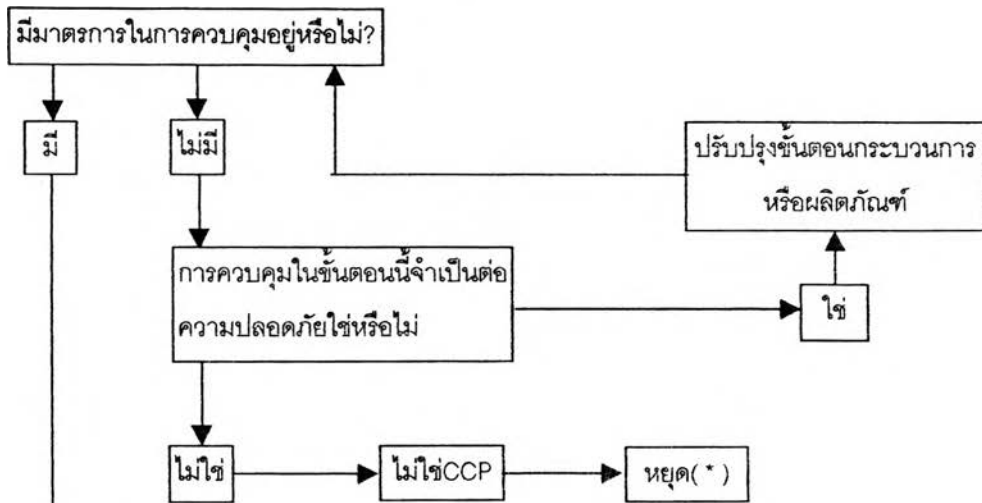 มีมาตรการในการควบคุมอยู่หรือไม่?
มี
ไม่มี
ปรับปรุงขั้นตอนกระบวนการ
หรือผลิตภัณฑ์
การควบคุมในขั้นตอนนี้จำเป็นต่อ
ความปลอดภัยใช่หรือไม่
ใช่
ไม่ใช่
ไม่ใช่CCP
หยุด( * )